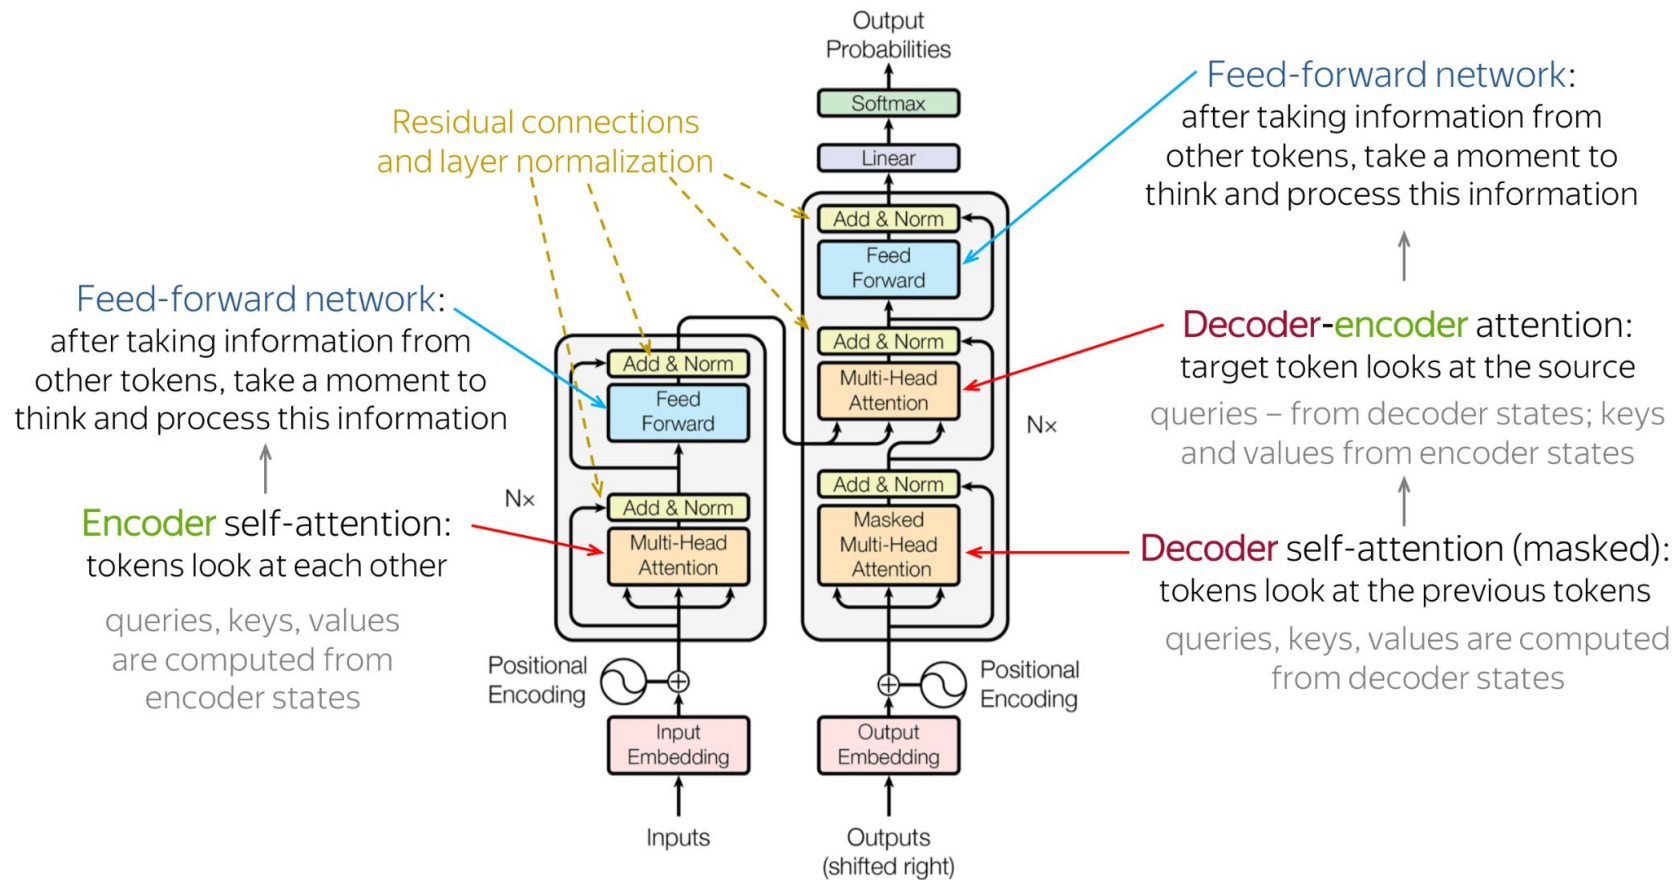 Output
Probabilities
Softmax
Linear
Add & Norm
Feed
Forward
Add & Norm
Multi-Head
Attention
Add & Norm
Masked
Multi-Head
Attention
N×
Positional
Encoding
Output
Embedding
Outputs
(shifted right)
Residual connections
and layer normalization
Add & Norm
Feed
Forward
Add & Norm
Multi-Head
Attention
N×
Positional
Encoding
Input
Embedding
Inputs
Feed-forward network:
after taking information from
other tokens, take a moment to
think and process this information
Encoder self-attention:
tokens look at each other
queries, keys, values
are computed from
encoder states
Feed-forward network:
after taking information from
other tokens, take a moment to
think and process this information
Decoder-encoder attention:
target token looks at the source
queries – from decoder states; keys
and values from encoder states
Decoder self-attention (masked):
tokens look at the previous tokens
queries, keys, values are computed
from decoder states